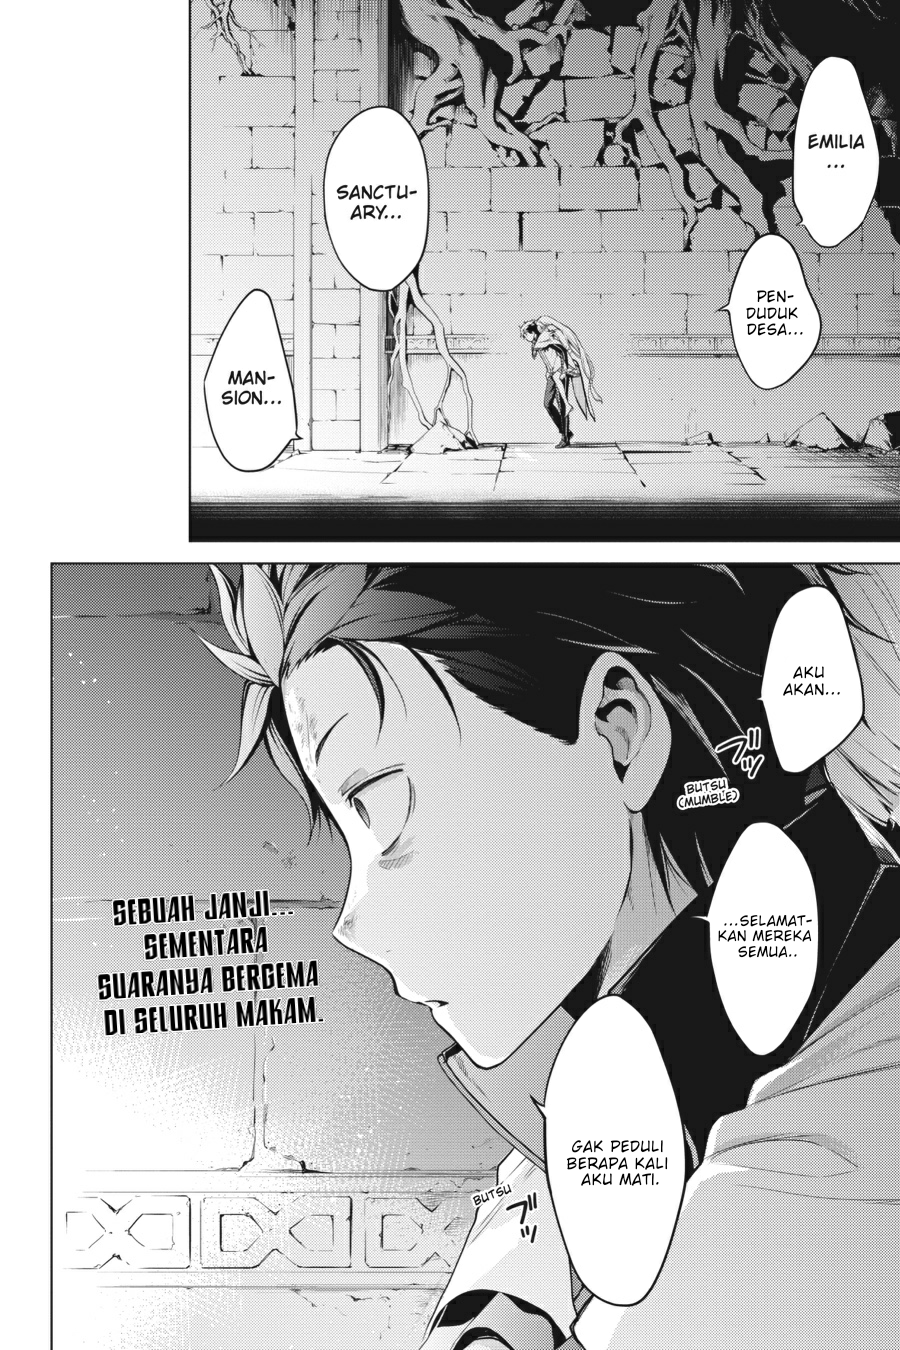 EMILIA
...
PEN-
DUDUK
DESA...
SANCTU-
ARY...
MAN-
SION...
AKU
AKAN...
ブツ
BUTSU
(MUMBLE)
...SELAMAT-
KAN MEREKA
SEMUA..
SEBUAH JANJI...
SEMENTARA
SUARANYA BERGEMA
DI SELURUH MAKAM.
GAK PEDULI
BERAPA KALI
AKU MATI.
BUTSU
ブツ